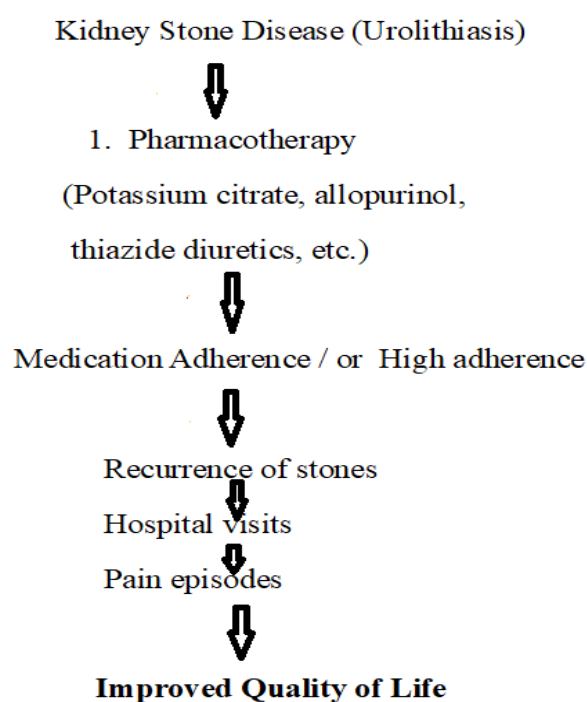 Kidney Stone Disease (Urolithiasis)
1. Pharmacotherapy
(Potassium citrate, allopurinol,
thiazide diuretics, etc.)
Medication Adherence / or High adherence
Recurrence of stones
Hospital visits
Pain episodes
Improved Quality of Life